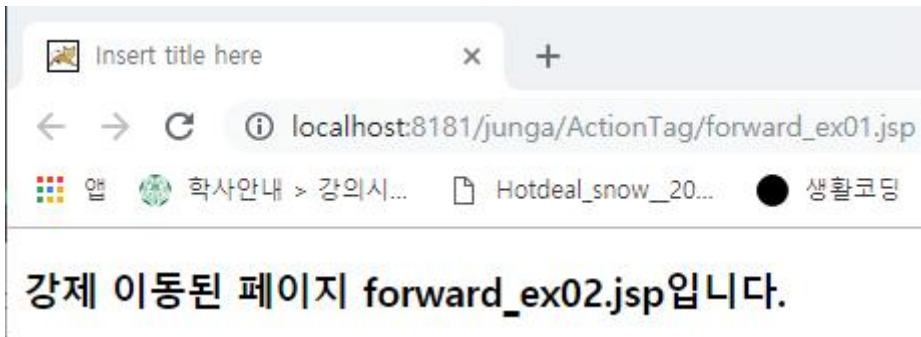 Insert title here
localhost:8181/junga/ActionTag/forward_ex01.jsp
앱 학사안내 > 강의시... Hotdeal_snow__20... 생활코딩
강제 이동된 페이지 forward_ex02.jsp입니다.